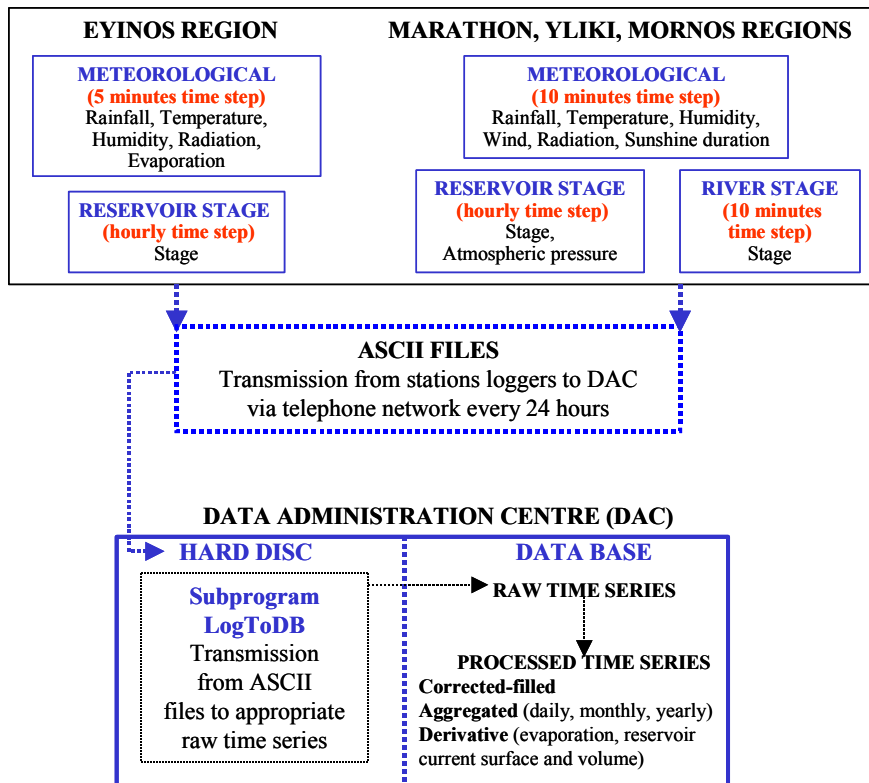 EYINOS REGION
METEOROLOGICAL
(5 minutes time step)
Rainfall, Temperature,
Humidity, Radiation,
Evaporation
RESERVOIR STAGE
(hourly time step)
Stage
MARATHON, YLIKI, MORNOS REGIONS
METEOROLOGICAL
(10 minutes time step)
Rainfall, Temperature, Humidity,
Wind, Radiation, Sunshine duration
RESERVOIR STAGE
(hourly time step)
Stage,
Atmospheric pressure
RIVER STAGE
(10 minutes
time step)
Stage
ASCII FILES
Transmission from stations loggers to DAC
via telephone network every 24 hours
DATA ADMINISTRATION CENTRE (DAC)
HARD DISC
Subprogram
LogToDB
Transmission
from ASCII
files to appropriate
raw time series
DATA BASE
RAW TIME SERIES
PROCESSED TIME SERIES
Corrected-filled
Aggregated (daily, monthly, yearly)
Derivative (evaporation, reservoir
current surface and volume)